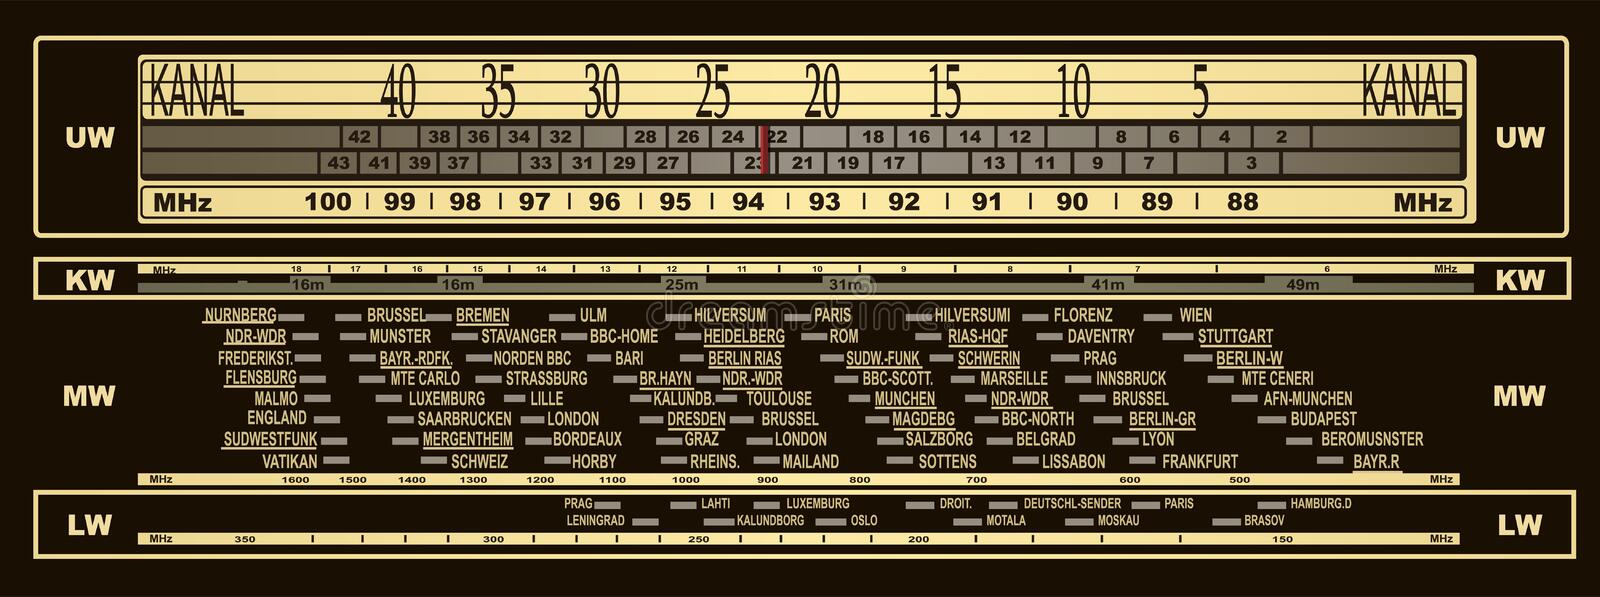 KANAL 40 35 30 25 20 15 10 5 KANAL
UW 42 38 36 34 32 28 26 24 22 18 16 14 12 8 6 4 2 UW
43 41 39 37 33 31 29 27 23 21 19 17 13 11 9 7 3
MHz 100 99 98 97 96 95 94 93 92 91 90 89 88 MHz
MHz 18 17 16 15 14 13 12 11 10 9 8 7 6 MHz
KW 16m 16m 25m 31m 41m 49m KW
NURNBERG BRUSSEL BREMEN ULM HILVERSUM PARIS HILVERSUMI FLORENZ WIEN
NDR-WDR MUNSTER STAVANGER BBC-HOME HEIDELBERG ROM RIAS-HQF DAVENTRY STUTTGART
FREDERIKST. BAYR.-RDFK. NORDEN BBC BARI BERLIN RIAS SUDW.-FUNK SCHWERIN PRAG BERLIN-W
FLENSBURG MTE CARLO STRASSBURG BR.HAYN NDR.-WDR BBC-SCOTT. MARSEILLE INNSBRUCK MTE CENERI
MW MALMO LUXEMBURG LILLE KALUNDB. TOULOUSE MUNCHEN NDR-WDR BRUSSEL AFN-MUNCHEN MW
ENGLAND SAARBRUCKEN LONDON DRESDEN BRUSSEL MAGDEBG BBC-NORTH BERLIN-GR BUDAPEST
SUDWESTFUNK MERGENTHEIM BORDEAUX GRAZ LONDON SALZBORG BELGRAD LYON BEROMUSNSTER
VATIKAN SCHWEIZ HORBY RHEINS. MAILAND SOTTENS LISSABON FRANKFURT BAYR.R
MHz 1600 1500 1400 1300 1200 1100 1000 900 800 700 600 500 MHz
PRAG LAHTI LUXEMBURG DROIT. DEUTSCHL-SENDER PARIS HAMBURG.D
LW LENINGRAD KALUNDBORG OSLO MOTALA MOSKAU BRASOV LW
MHz 350 300 250 200 150 MHz
dreamstime